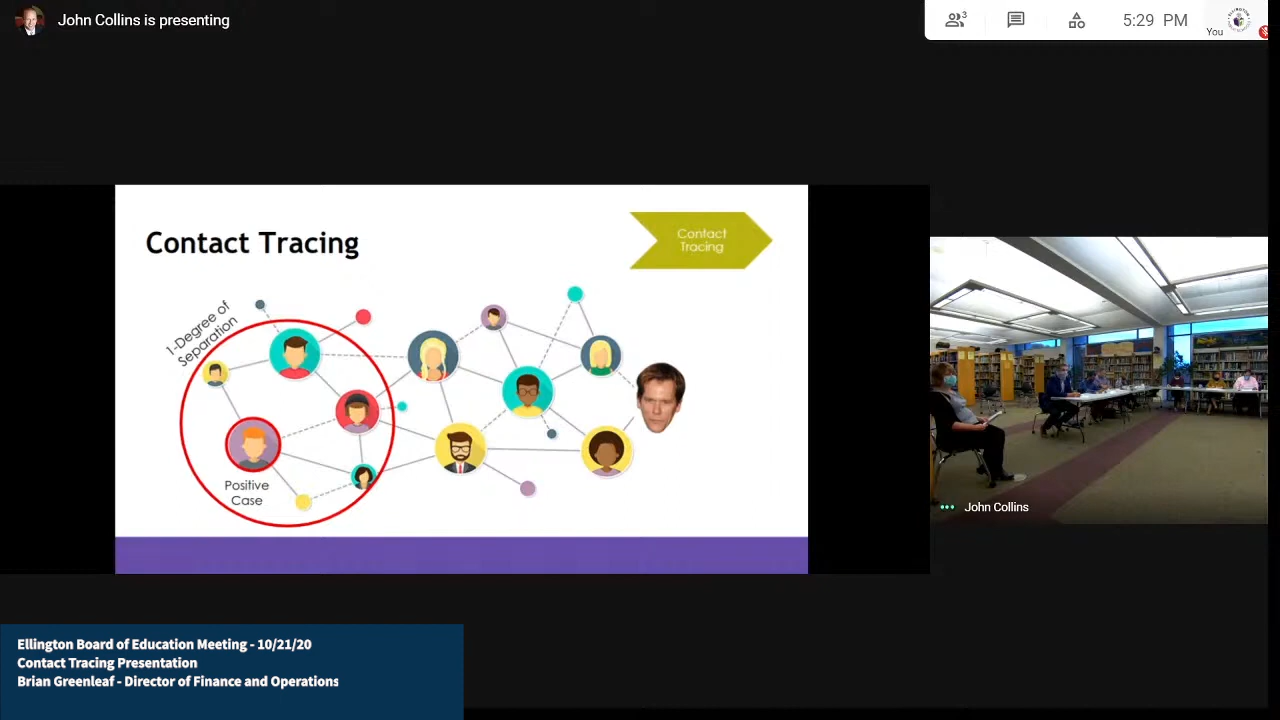 John Collins is presenting
3
5:29 PM
You
Contact Tracing
Contact
Tracing
1-Degree of
Separation
Positive
Case
John Collins
Ellington Board of Education Meeting - 10/21/20
Contact Tracing Presentation
Brian Greenleaf - Director of Finance and Operations